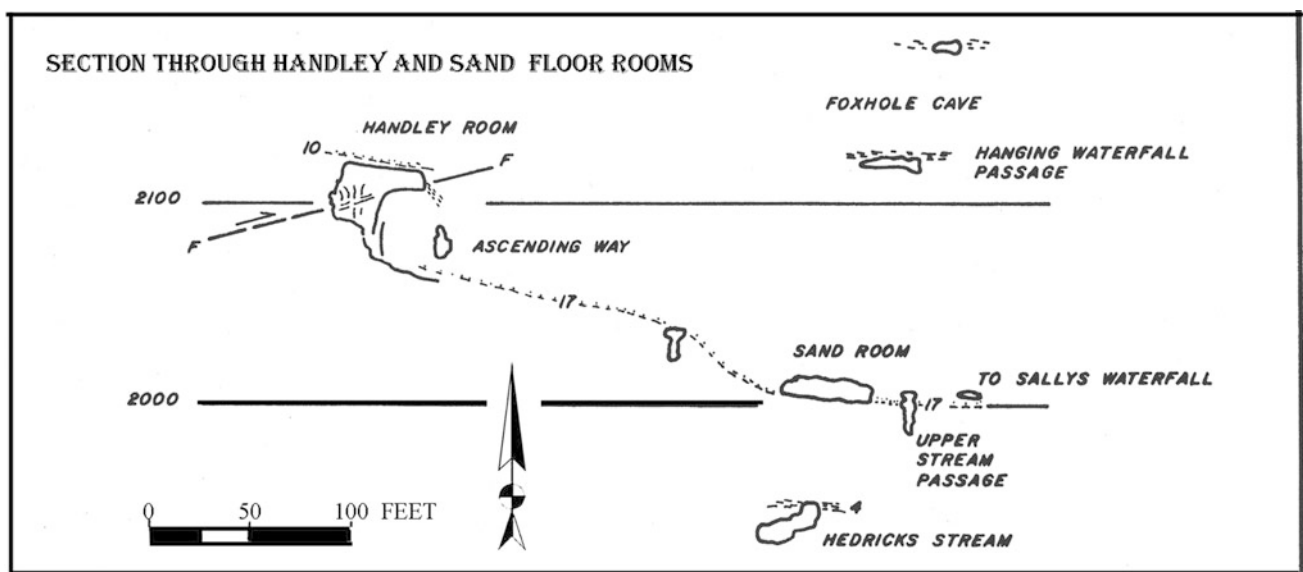 SECTION THROUGH HANDLEY AND SAND FLOOR ROOMS
FOXHOLE CAVE
HANDLEY ROOM
10
F
HANGING WATERFALL
PASSAGE
2100
F
ASCENDING WAY
17
SAND ROOM
TO SALLYS WATERFALL
2000
17
UPPER
STREAM
PASSAGE
0 50 100 FEET
4
HEDRICKS STREAM